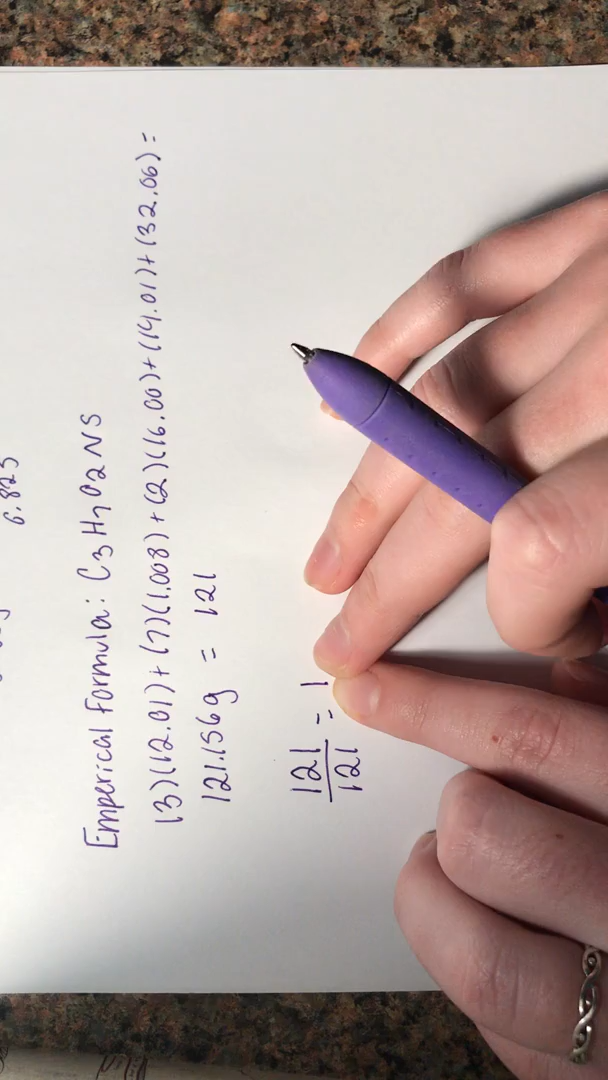 6.825
Emperical Formula: C3H7O2NS
(3)(12.01)+(7)(1.008)+(2)(16.00)+(14.01)+(32.06)=
121.156g = 121
121
121
= 1